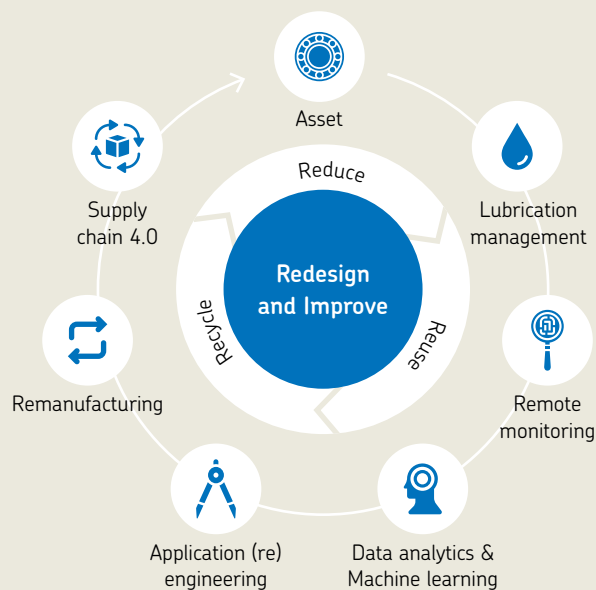 Asset
Reduce
Supply
chain 4.0
Lubrication
management
Redesign
and Improve
Recycle
Reuse
Remanufacturing
Remote
monitoring
Application (re)
engineering
Data analytics &
Machine learning